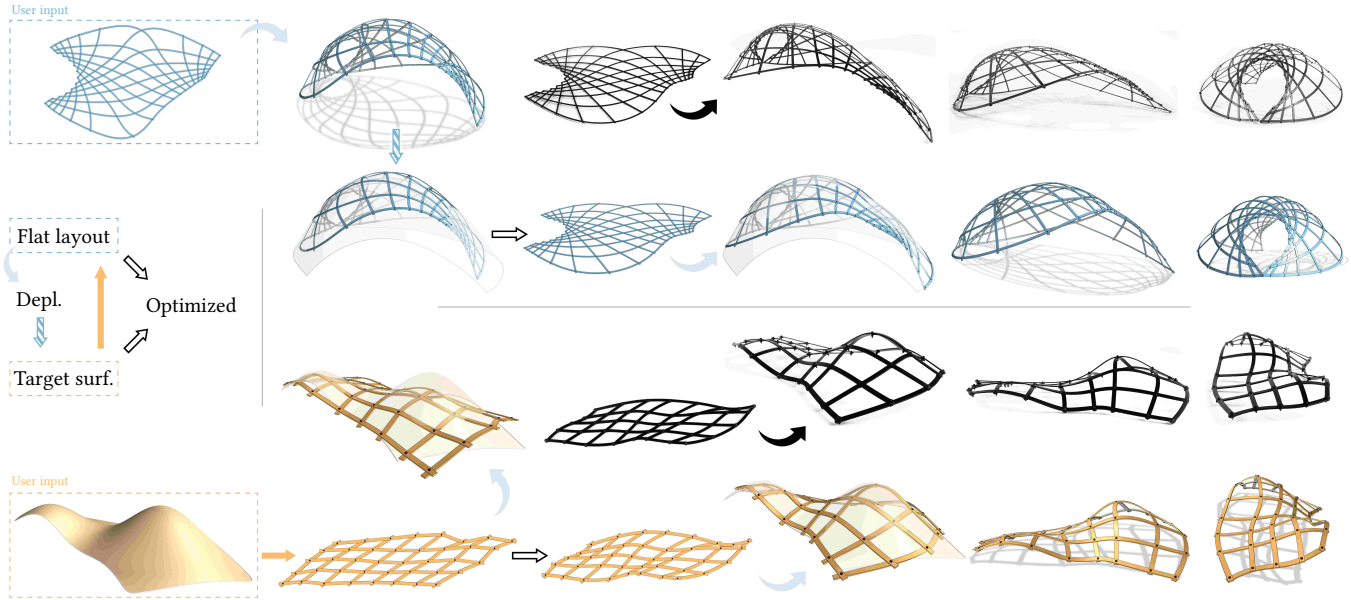 User input
Flat layout
Depl.
Optimized
Target surf.
User input